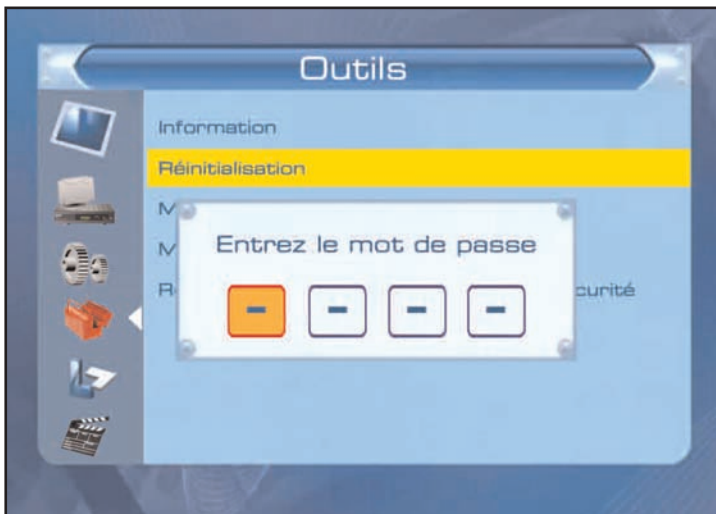 Outils
Information
Réinitialisation
M
Entrez le mot de passe
M
R
curité
- - - -